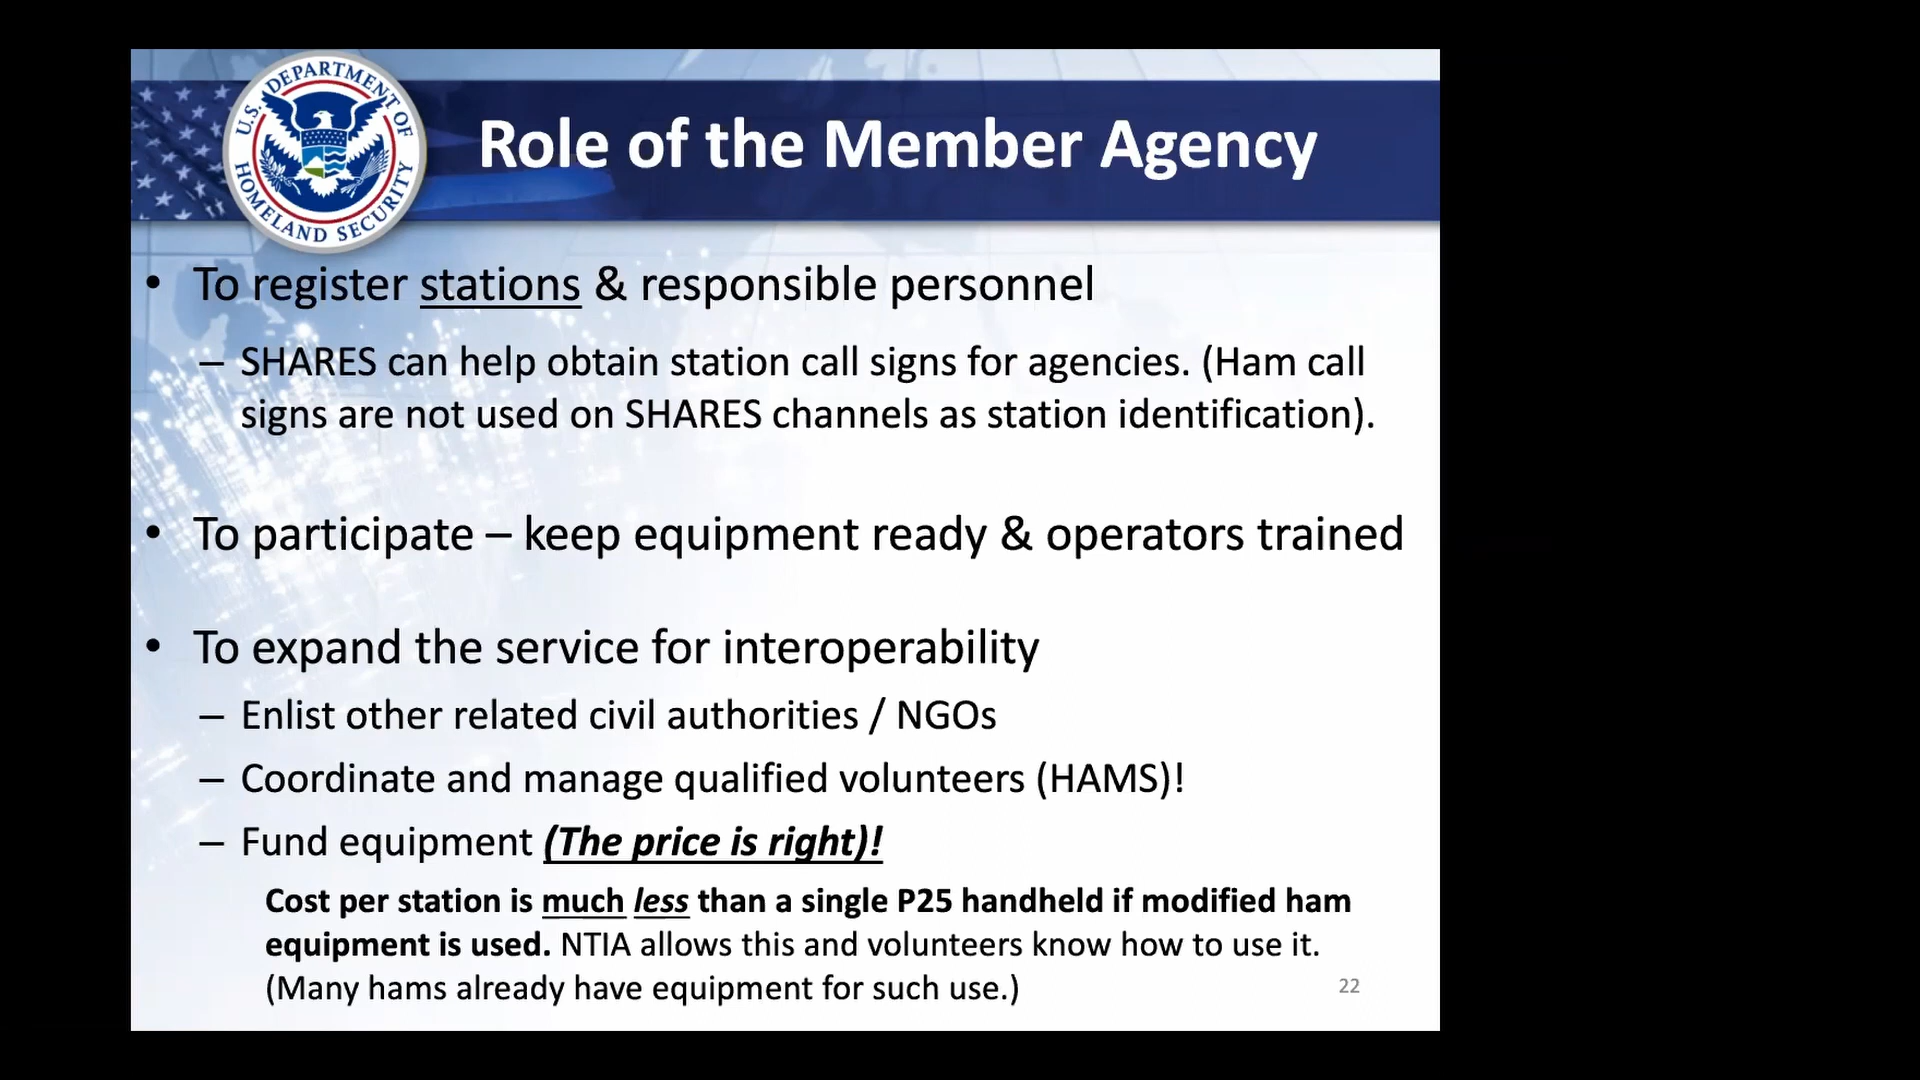 U.S. DEPARTMENT OF
HOMELAND SECURITY
Role of the Member Agency
• To register stations & responsible personnel
– SHARES can help obtain station call signs for agencies. (Ham call
signs are not used on SHARES channels as station identification).
• To participate – keep equipment ready & operators trained
• To expand the service for interoperability
– Enlist other related civil authorities / NGOs
– Coordinate and manage qualified volunteers (HAMS)!
– Fund equipment (The price is right)!
Cost per station is much less than a single P25 handheld if modified ham
equipment is used. NTIA allows this and volunteers know how to use it.
(Many hams already have equipment for such use.)
22